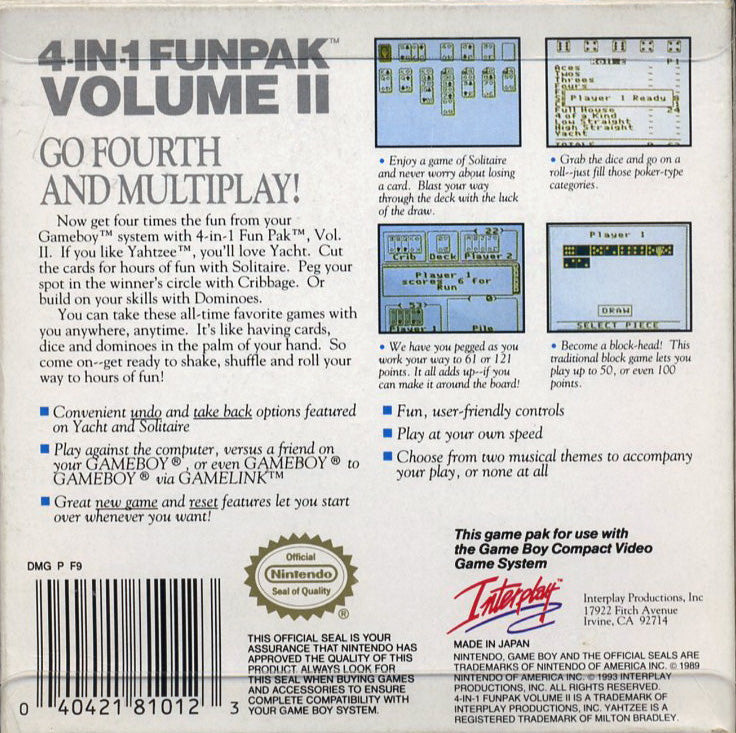 4-IN-1 FUNPAK™
VOLUME II
GO FOURTH
AND MULTIPLAY!
Now get four times the fun from your
Gameboy™ system with 4-in-1 Fun Pak™, Vol.
II. If you like Yahtzee™, you'll love Yacht. Cut
the cards for hours of fun with Solitaire. Peg your
spot in the winner's circle with Cribbage. Or
build on your skills with Dominoes.
You can take these all-time favorite games with
you anywhere, anytime. It's like having cards,
dice and dominoes in the palm of your hand. So
come on--get ready to shake, shuffle and roll your
way to hours of fun!
• Enjoy a game of Solitaire
and never worry about losing
a card. Blast your way
through the deck with the luck
of the draw.
Rolls P1
Aces
Twos
Threes
Fours
Player 1 Ready
Full House 24
4 of a Kind
Low Straight
High Straight
Yacht
TOTALS 0 63
• Grab the dice and go on a
roll--just fill those poker-type
categories.
( 22)
Crib Deck Player 2
Player 1
scores 6 for
Run
( 53) ( 0)
Player 1 Pile
• We have you pegged as you
work your way to 61 or 121
points. It all adds up--if you
can make it around the board!
Player 1
DRAW
SELECT PIECE
• Become a block-head! This
traditional block game lets you
play up to 50, or even 100
points.
■ Convenient undo and take back options featured
on Yacht and Solitaire
■ Play against the computer, versus a friend on
your GAMEBOY ®, or even GAMEBOY ® to
GAMEBOY ® via GAMELINK™
■ Great new game and reset features let you start
over whenever you want!
■ Fun, user-friendly controls
■ Play at your own speed
■ Choose from two musical themes to accompany
your play, or none at all
DMG P F9
0 40421 81012 3
Official
Nintendo
Seal of Quality
®
THIS OFFICIAL SEAL IS YOUR
ASSURANCE THAT NINTENDO HAS
APPROVED THE QUALITY OF THIS
PRODUCT. ALWAYS LOOK FOR
THIS SEAL WHEN BUYING GAMES
AND ACCESSORIES TO ENSURE
COMPLETE COMPATIBILITY WITH
YOUR GAME BOY SYSTEM.
This game pak for use with
the Game Boy Compact Video
Game System
Interplay™
Interplay Productions, Inc
17922 Fitch Avenue
Irvine, CA 92714
MADE IN JAPAN
NINTENDO, GAME BOY AND THE OFFICIAL SEALS ARE
TRADEMARKS OF NINTENDO OF AMERICA INC. © 1989
NINTENDO OF AMERICA INC. © 1993 INTERPLAY
PRODUCTIONS, INC. ALL RIGHTS RESERVED.
4-IN-1 FUNPAK VOLUME II IS A TRADEMARK OF
INTERPLAY PRODUCTIONS, INC. YAHTZEE IS A
REGISTERED TRADEMARK OF MILTON BRADLEY.